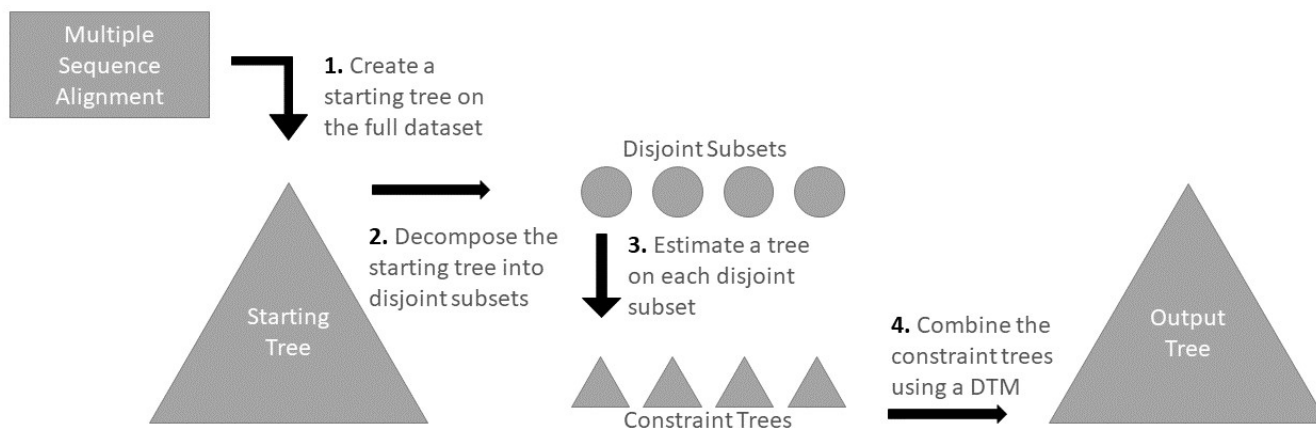 Multiple
Sequence
Alignment
1. Create a
starting tree on
the full dataset
Starting
Tree
2. Decompose the
starting tree into
disjoint subsets
Disjoint Subsets
3. Estimate a tree
on each disjoint
subset
Constraint Trees
4. Combine the
constraint trees
using a DTM
Output
Tree